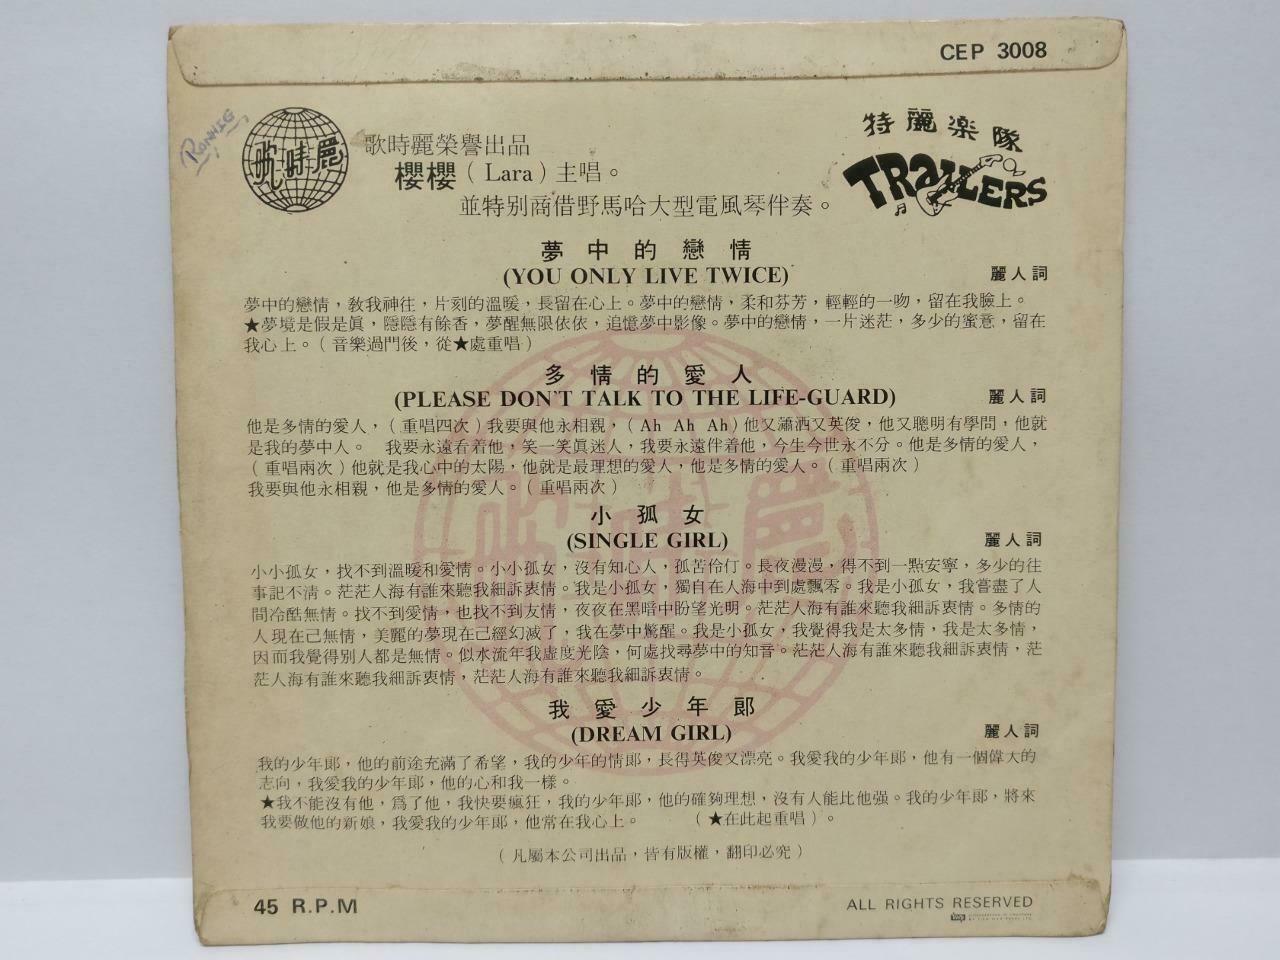 CEP 3008
RONNIE
歌時麗
歌時麗榮譽出品
櫻櫻（Lara）主唱。
並特別商借野馬哈大型電風琴伴奏。
特麗樂隊
TRAILERS
夢中的戀情
(YOU ONLY LIVE TWICE)
麗人詞
夢中的戀情，敎我神往，片刻的溫暖，長留在心上。夢中的戀情，柔和芬芳，輕輕的一吻，留在我臉上。
★夢境是假是眞，隱隱有餘香，夢醒無限依依，追憶夢中影像。夢中的戀情，一片迷茫，多少的蜜意，留在
我心上。（音樂過門後，從★處重唱）
多情的愛人
(PLEASE DON'T TALK TO THE LIFE-GUARD)
麗人詞
他是多情的愛人，（重唱四次）我要與他永相親，（Ah Ah Ah）他又瀟洒又英俊，他又聰明有學問，他就
是我的夢中人。 我要永遠看着他，笑一笑眞迷人，我要永遠伴着他，今生今世永不分。他是多情的愛人，
（重唱兩次）他就是我心中的太陽，他就是最理想的愛人，他是多情的愛人。（重唱兩次）
我要與他永相親，他是多情的愛人。（重唱兩次）
小孤女
(SINGLE GIRL)
麗人詞
小小孤女，找不到溫暖和愛情。小小孤女，沒有知心人，孤苦伶仃。長夜漫漫，得不到一點安寧，多少的往
事記不淸。茫茫人海有誰來聽我細訴衷情。我是小孤女，獨自在人海中到處飄零。我是小孤女，我嘗盡了人
間冷酷無情。找不到愛情，也找不到友情，夜夜在黑暗中盼望光明。茫茫人海有誰來聽我細訴衷情。多情的
人現在己無情，美麗的夢現在己經幻滅了，我在夢中驚醒。我是小孤女，我覺得我是太多情，我是太多情，
因而我覺得別人都是無情。似水流年我虛度光陰，何處找尋夢中的知音。茫茫人海有誰來聽我細訴衷情，茫
茫人海有誰來聽我細訴衷情，茫茫人海有誰來聽我細訴衷情。
我愛少年郞
(DREAM GIRL)
麗人詞
我的少年郞，他的前途充滿了希望，我的少年的情郞，長得英俊又漂亮。我愛我的少年郞，他有一個偉大的
志向，我愛我的少年郞，他的心和我一樣。
★我不能沒有他，爲了他，我快要瘋狂，我的少年郞，他的確夠理想，沒有人能比他强。我的少年郞，將來
我要做他的新娘，我愛我的少年郞，他常在我心上。 （★在此起重唱）。
（凡屬本公司出品，皆有版權，翻印必究）
45 R.P.M
ALL RIGHTS RESERVED